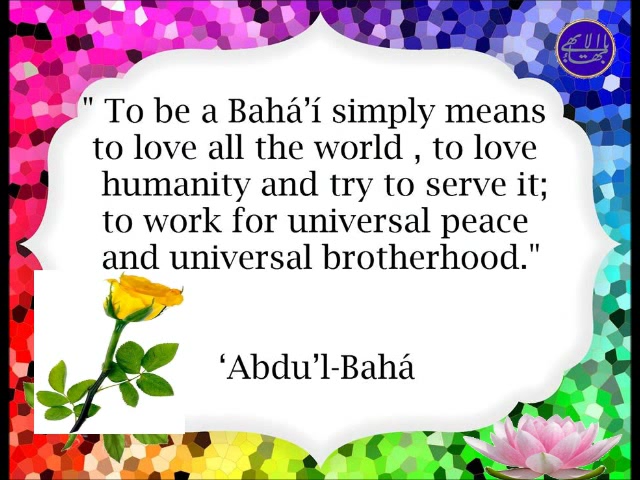 " To be a Bahá’í simply means
to love all the world , to love
humanity and try to serve it;
to work for universal peace
and universal brotherhood."
‘Abdu’l-Bahá